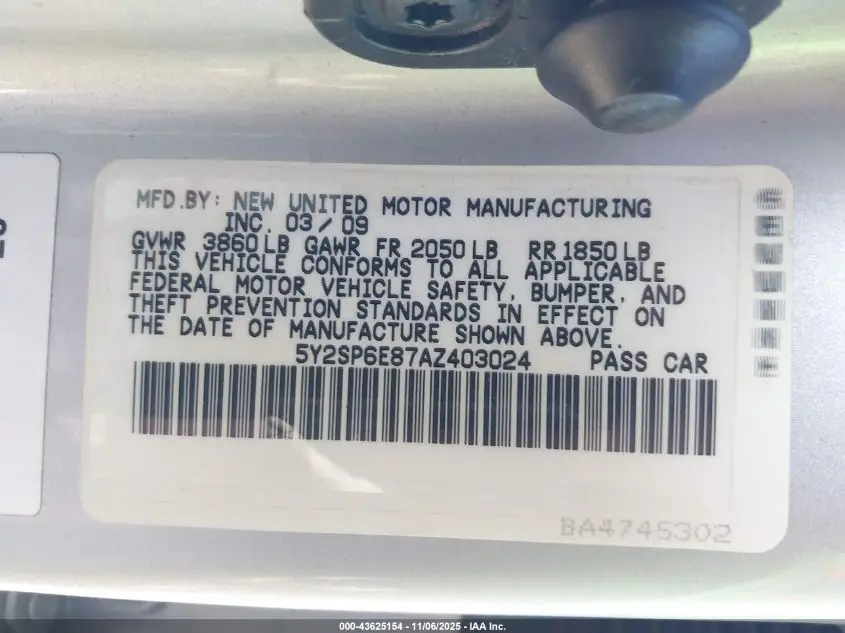 MFD.BY: NEW UNITED MOTOR MANUFACTURING
INC. 03/09
GVWR 3860LB GAWR FR 2050LB RR1850LB
THIS VEHICLE CONFORMS TO ALL APPLICABLE
FEDERAL MOTOR VEHICLE SAFETY, BUMPER, AND
THEFT PREVENTION STANDARDS IN EFFECT ON
THE DATE OF MANUFACTURE SHOWN ABOVE.
5Y2SP6E87AZ403024 PASS CAR
BA4745302
000-43625154 - 11/06/2025 - IAA Inc.